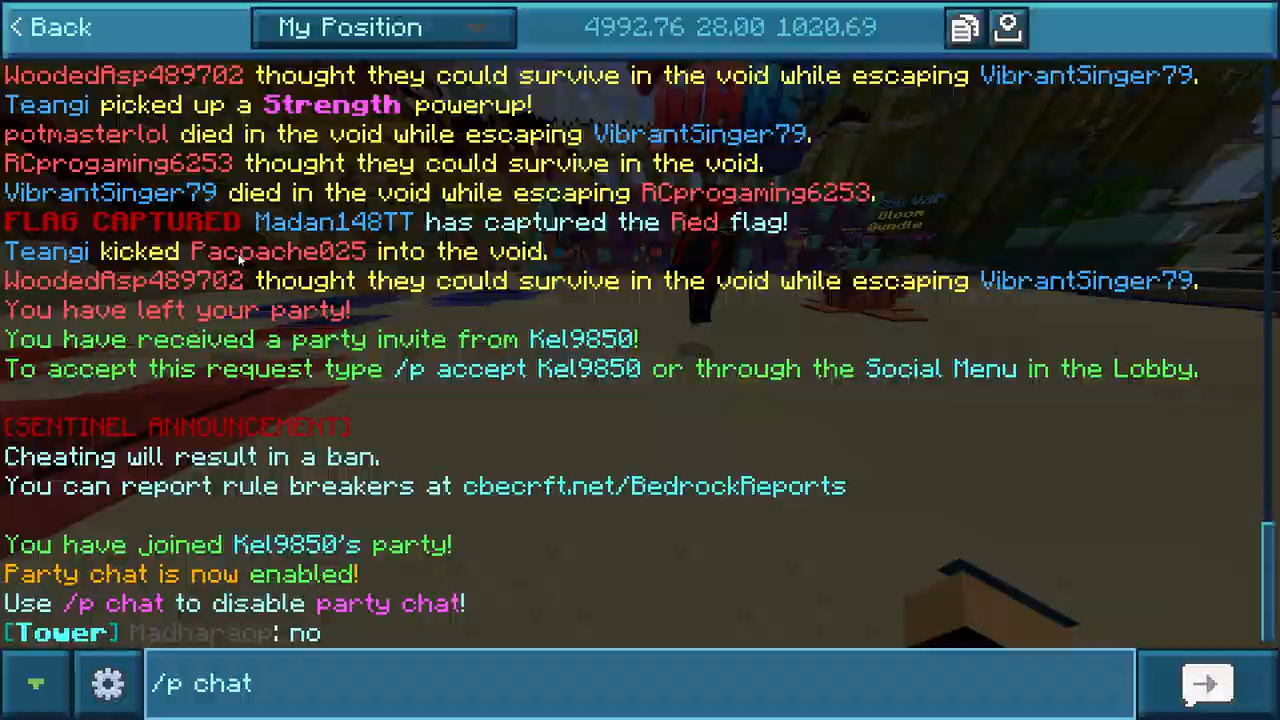 < Back
My Position
4992.76 28.00 1020.69
WoodedAsp489702 thought they could survive in the void while escaping VibrantSinger79.
Teangi picked up a Strength powerup!
potmasterlol died in the void while escaping VibrantSinger79.
RCprogaming6253 thought they could survive in the void.
VibrantSinger79 died in the void while escaping RCprogaming6253.
FLAG CAPTURED Madan148TT has captured the Red flag!
Bloom
Bundle
Teangi kicked Pacoache025 into the void.
WoodedAsp489702 thought they could survive in the void while escaping VibrantSinger79.
You have left your party!
You have received a party invite from Kel9850!
To accept this request type /p accept Kel9850 or through the Social Menu in the Lobby.
[SENTINEL ANNOUNCEMENT]
Cheating will result in a ban.
You can report rule breakers at cbecrft.net/BedrockReports
You have joined Kel9850's party!
Party chat is now enabled!
Use /p chat to disable party chat!
[Tower] Madharaop: no
/p chat